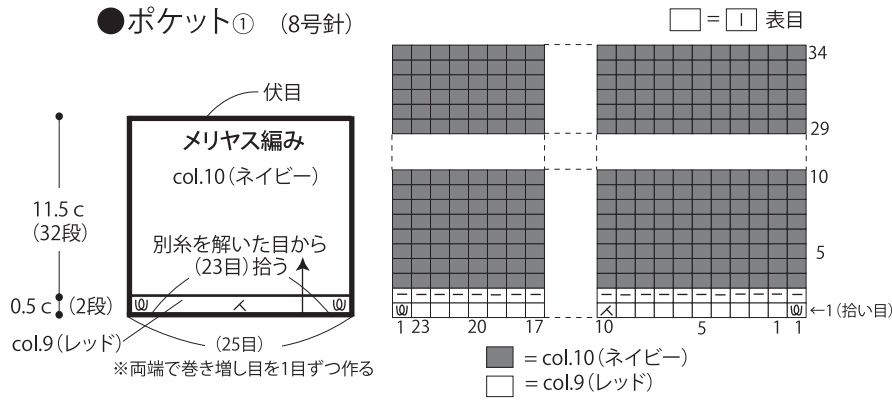 ●ポケット① (8号針)
□ = | 表目
伏目
メリヤス編み
col.10(ネイビー)
11.5 c
(32段)
別糸を解いた目から
(23目)拾う
0.5 c (2段)
col.9(レッド)
(25目)
※両端で巻き増し目を1目ずつ作る
34
29
10
5
←1(拾い目)
1 23 20 17 10 5 1 1
= col.10(ネイビー)
= col.9(レッド)